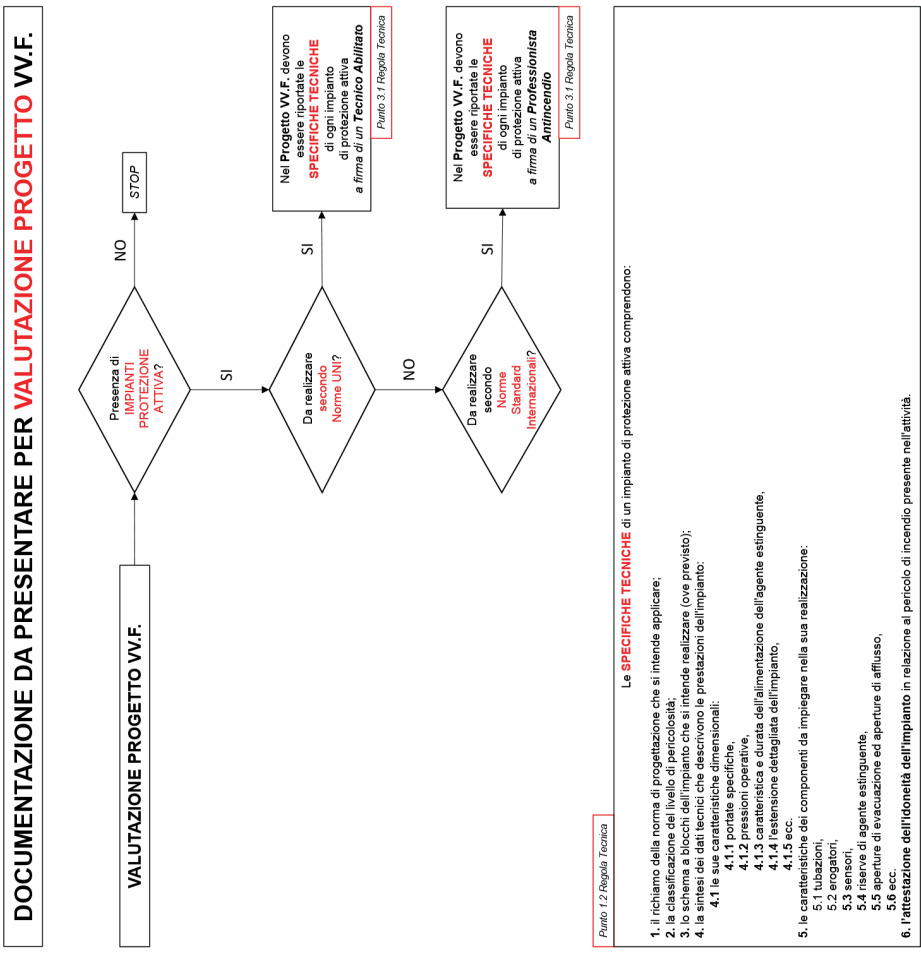 DOCUMENTAZIONE DA PRESENTARE PER VALUTAZIONE PROGETTO VV.F.
VALUTAZIONE PROGETTO VV.F.
Presenza di
IMPIANTI
PROTEZIONE
ATTIVA?
NO
STOP
SI
Da realizzare
secondo
Norme UNI?
SI
Nel Progetto VV.F. devono
essere riportate le
SPECIFICHE TECNICHE
di ogni impianto
di protezione attiva
a firma di un Tecnico Abilitato
Punto 3.1 Regola Tecnica
NO
Da realizzare
secondo
Norme
Standard
Internazionali?
SI
Nel Progetto VV.F. devono
essere riportate le
SPECIFICHE TECNICHE
di ogni impianto
di protezione attiva
a firma di un Professionista
Antincendio
Punto 3.1 Regola Tecnica
Punto 1.2 Regola Tecnica
Le SPECIFICHE TECNICHE di un impianto di protezione attiva comprendono:
1. il richiamo della norma di progettazione che si intende applicare;
2. la classificazione del livello di pericolosità;
3. lo schema a blocchi dell'impianto che si intende realizzare (ove previsto);
4. la sintesi dei dati tecnici che descrivono le prestazioni dell'impianto:
4.1 le sue caratteristiche dimensionali:
4.1.1 portate specifiche,
4.1.2 pressioni operative,
4.1.3 caratteristica e durata dell'alimentazione dell'agente estinguente,
4.1.4 l'estensione dettagliata dell'impianto,
4.1.5 ecc.
5. le caratteristiche dei componenti da impiegare nella sua realizzazione:
5.1 tubazioni,
5.2 erogatori,
5.3 sensori,
5.4 riserve di agente estinguente,
5.5 aperture di evacuazione ed aperture di afflusso,
5.6 ecc.
6. l'attestazione dell'idoneità dell'impianto in relazione al pericolo di incendio presente nell'attività.